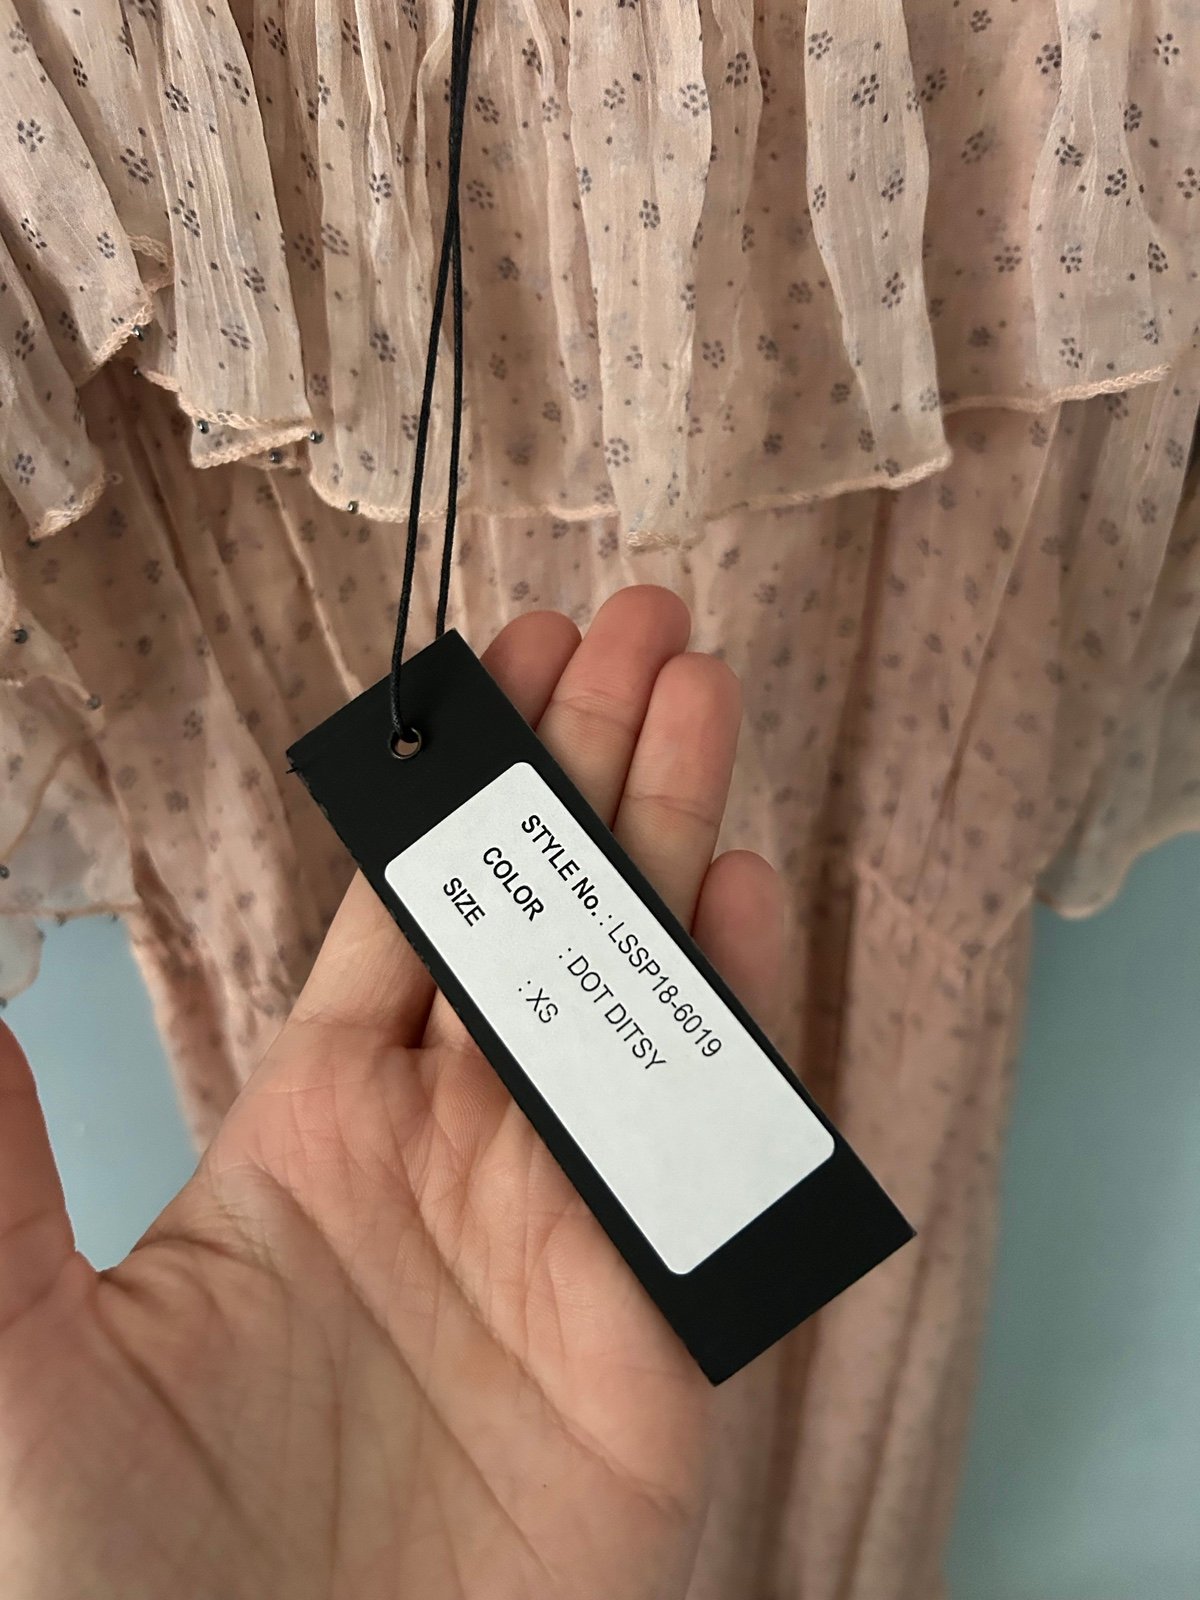 STYLE No. : LSSP18-6019
COLOR : DOT DITSY
SIZE : XS